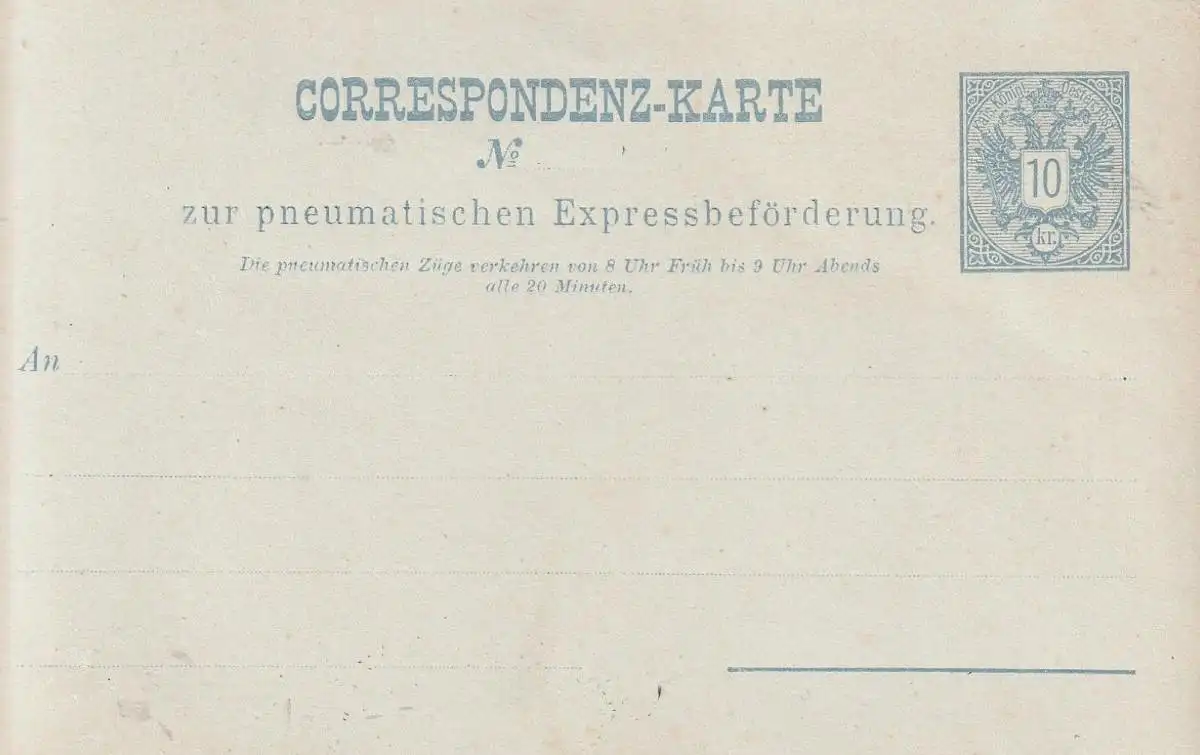 CORRESPONDENZ-KARTE
No
zur pneumatischen Expressbeförderung.
Die pneumatischen Züge verkehren von 8 Uhr Früh bis 9 Uhr Abends
alle 20 Minuten.
10
kr.
An